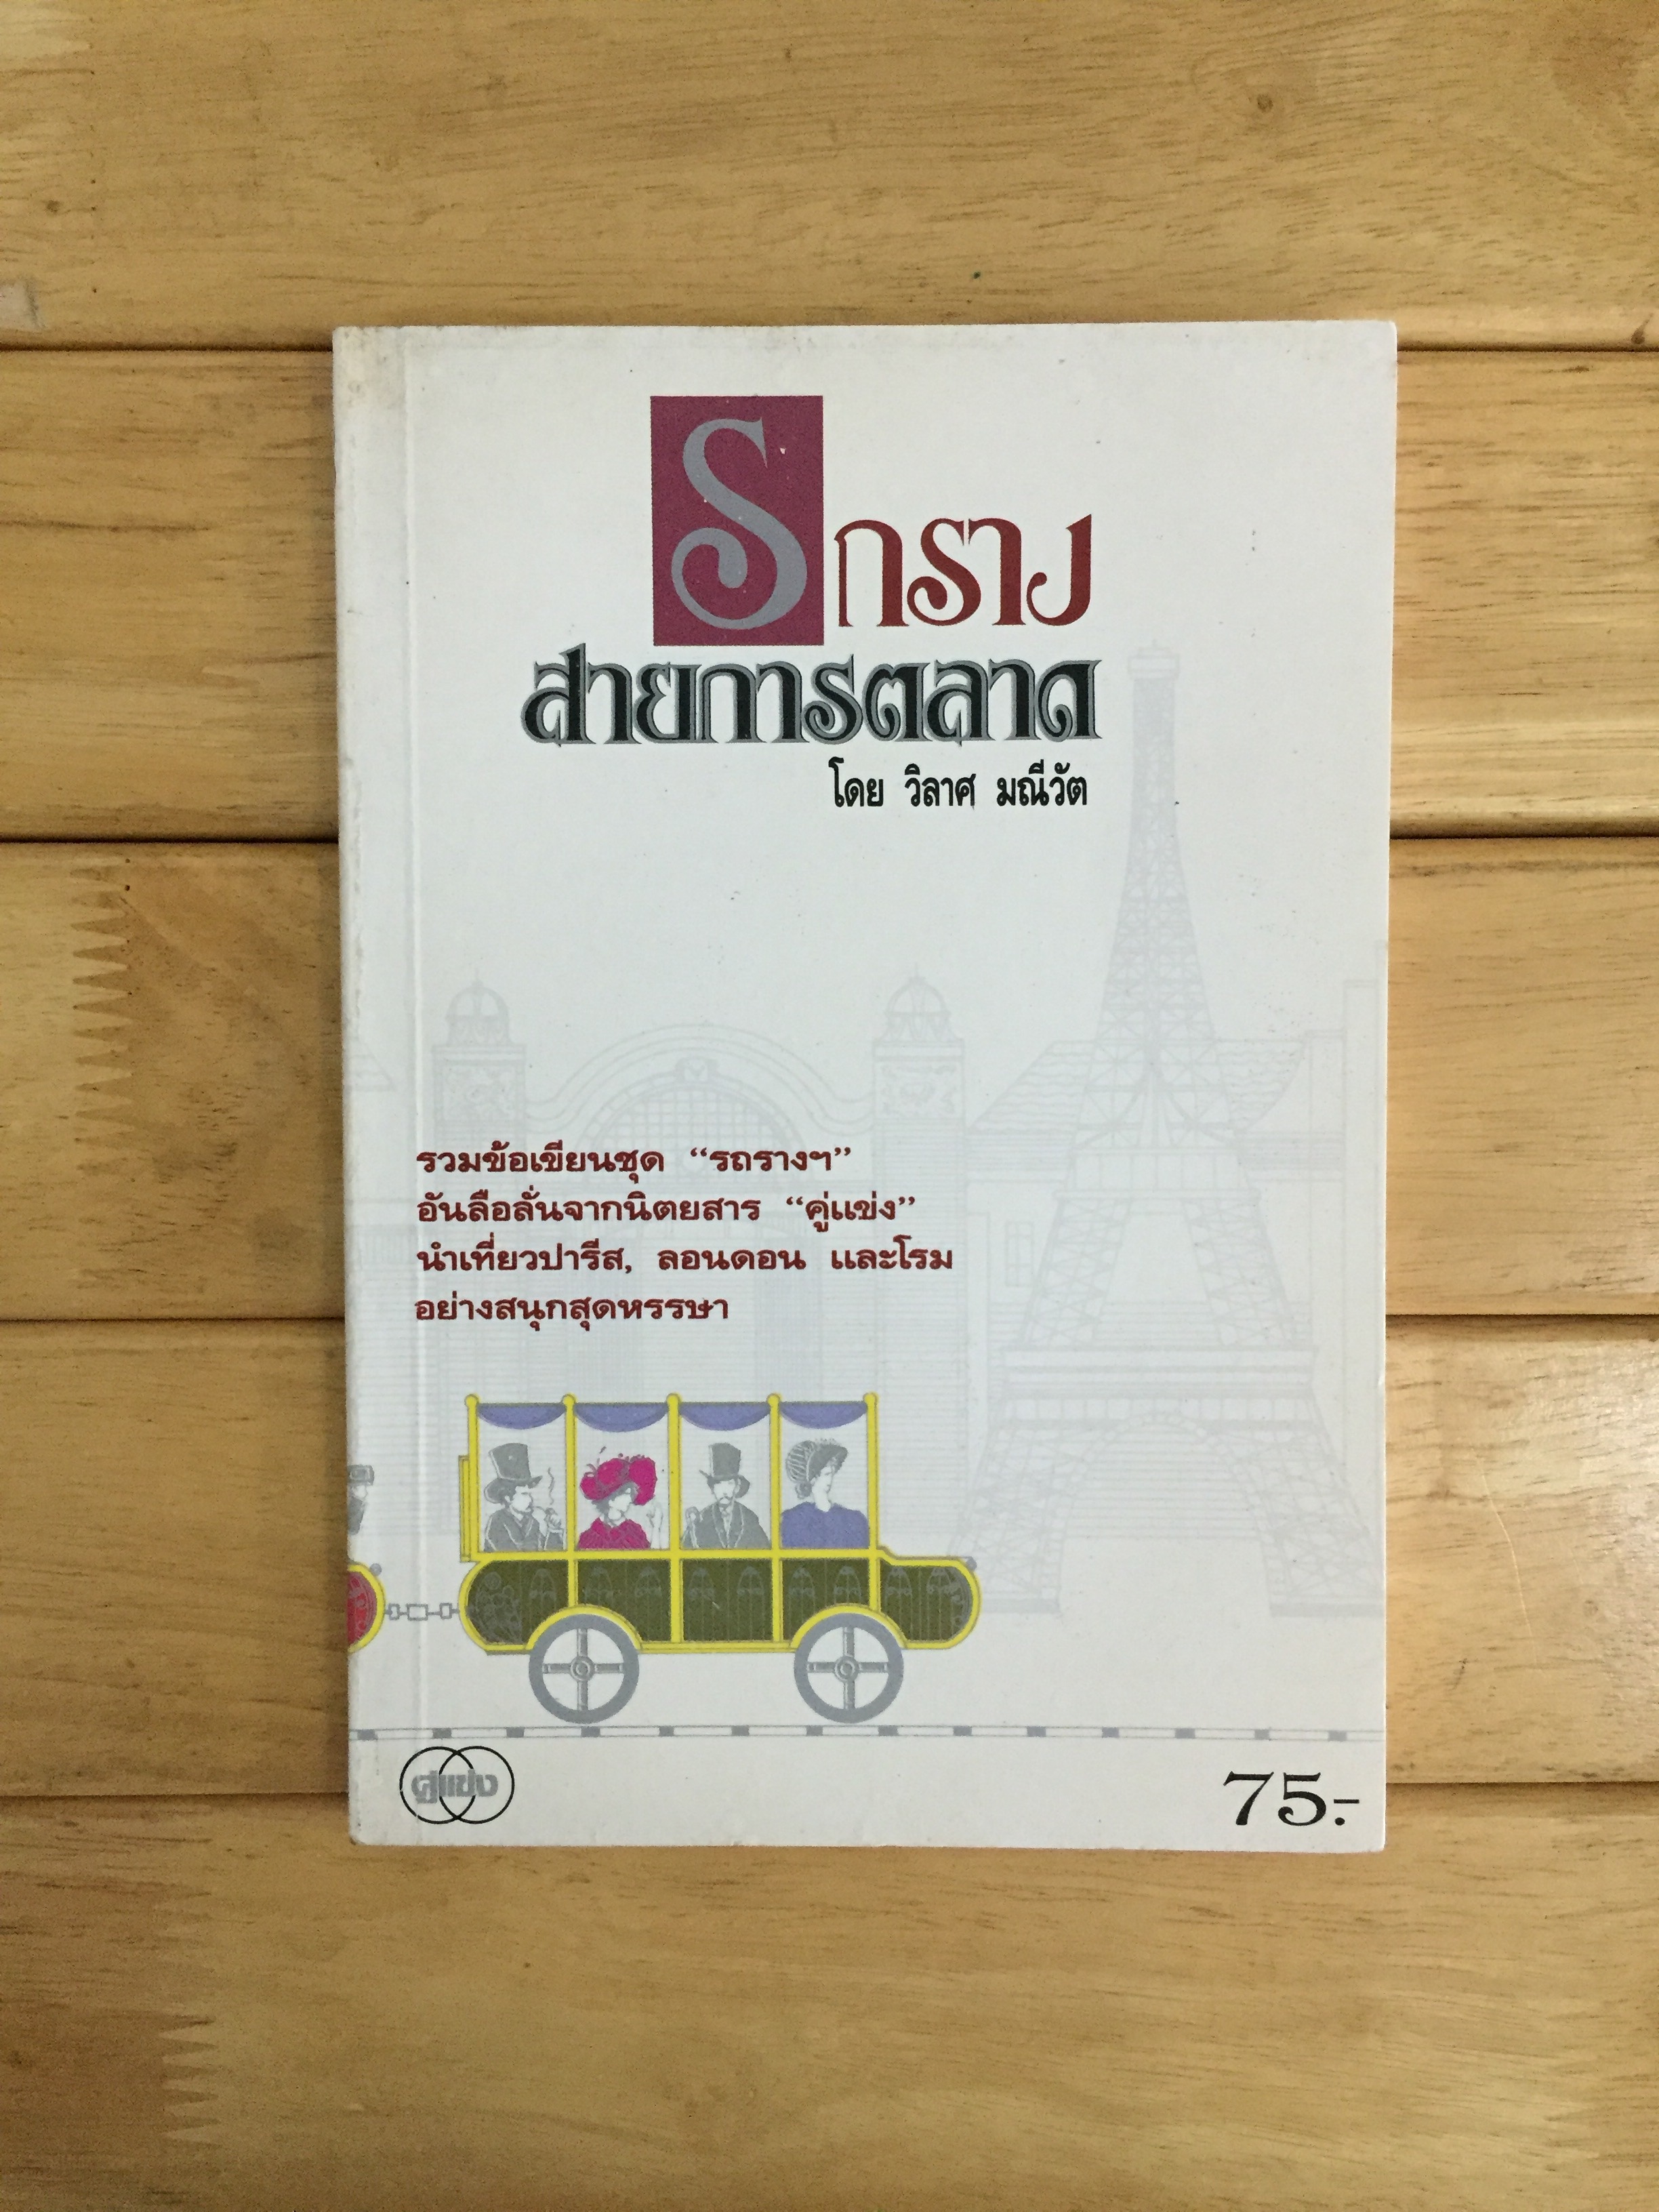 รถราง
สายการตลาด
โดย วิลาศ มณีวัต
รวมข้อเขียนชุด “รถรางฯ”
อันลือลั่นจากนิตยสาร “คู่แข่ง”
นำเที่ยวปารีส, ลอนดอน และโรม
อย่างสนุกสุดหรรษา
คู่แข่ง
75.-